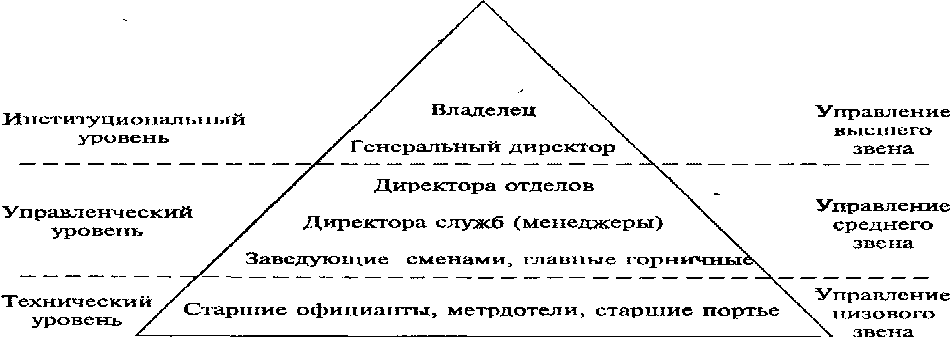 Владелец
Институциональный
уровень
Генеральный директор
Управление
высшего
звена
Директора отделов
Управленческий
уровень
Директора служб (менеджеры)
Управление
среднего
звена
Заведующие сменами, главные горничные
Технический
уровень
Старшие официанты, метрдотели, старшие портье
Управление
низового
звена